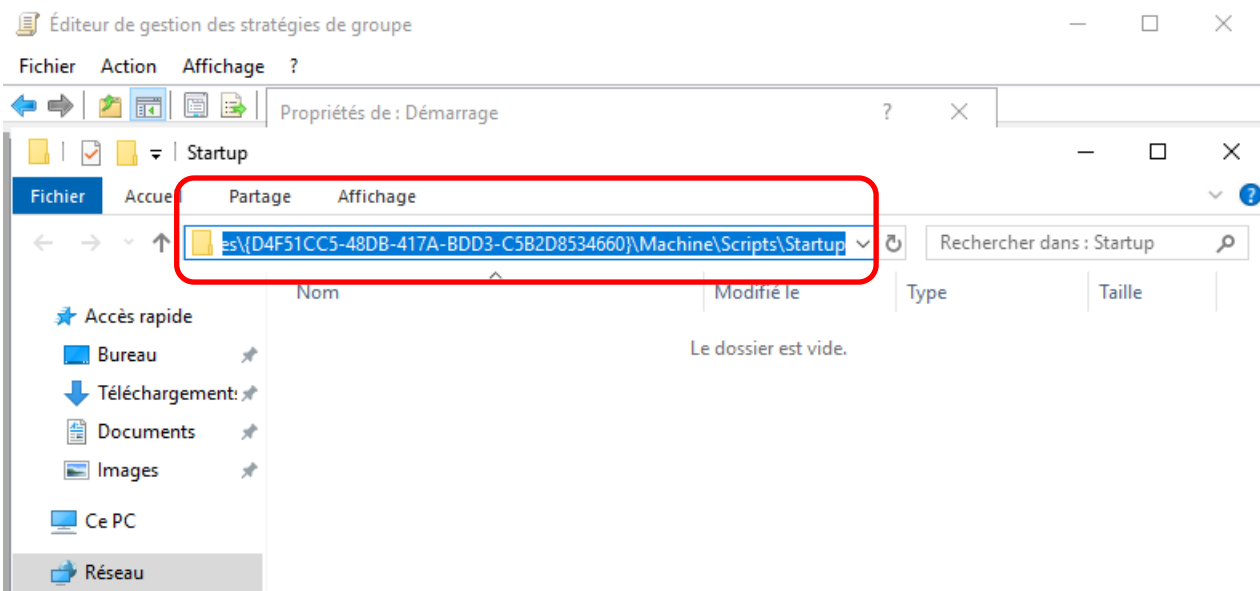 Éditeur de gestion des stratégies de groupe
Fichier Action Affichage ?
Propriétés de : Démarrage ?
Startup
Fichier Accuei Partage Affichage ?
es\{D4F51CC5-48DB-417A-BDD3-C5B2D8534660}\Machine\Scripts\Startup Rechercher dans : Startup
Nom Modifié le Type Taille
Accès rapide
Bureau Le dossier est vide.
Téléchargements
Documents
Images
Ce PC
Réseau